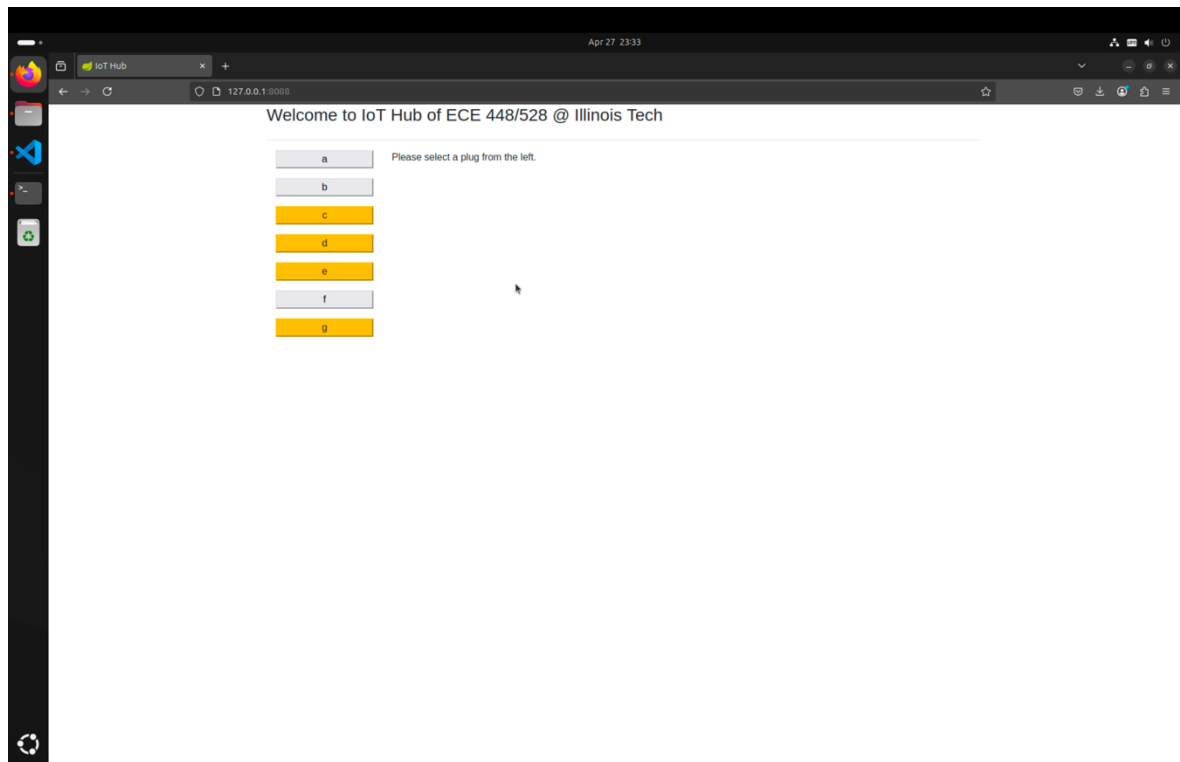 Apr 27 23:33
IoT Hub
127.0.0.1:8088
Welcome to IoT Hub of ECE 448/528 @ Illinois Tech
a
Please select a plug from the left.
b
c
d
e
f
g